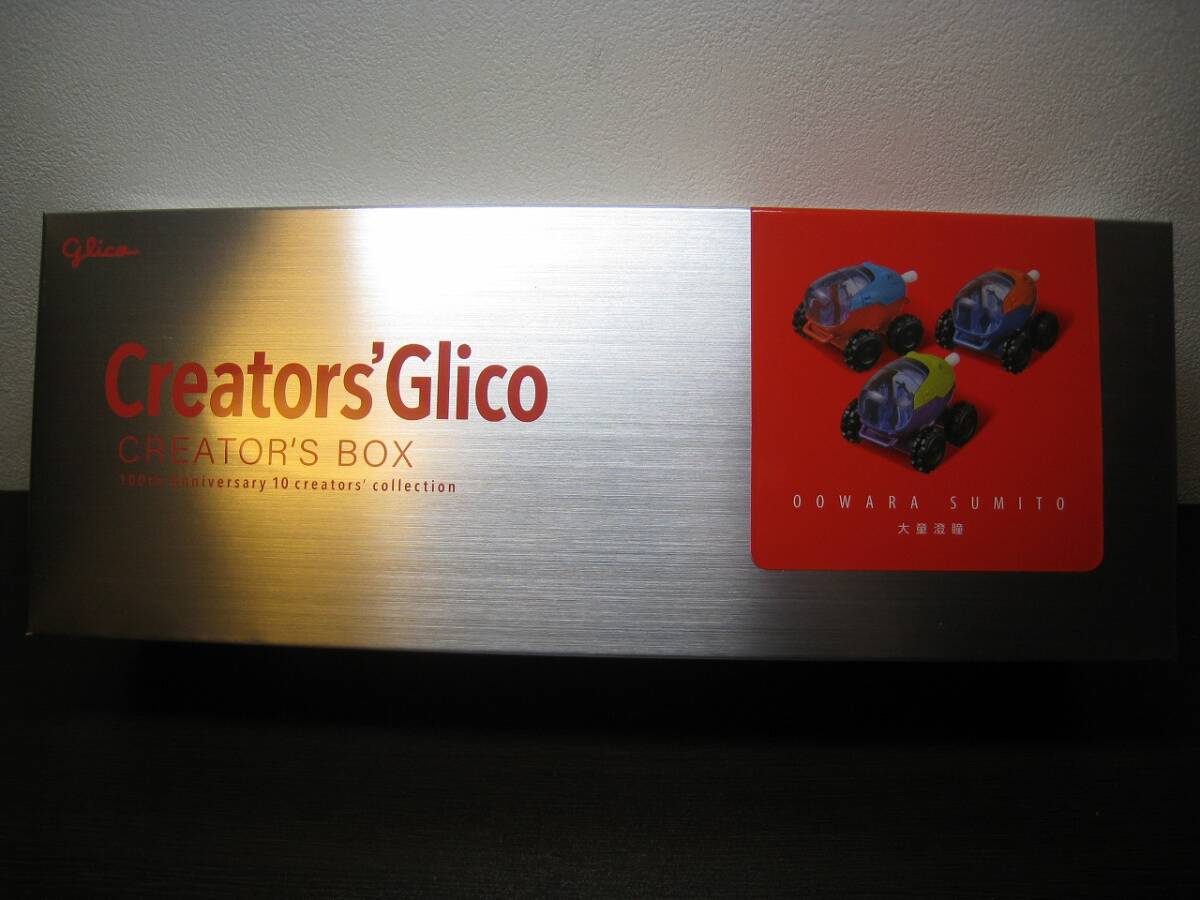 Glico
Creators'Glico
CREATOR'S BOX
100th anniversary 10 creators' collection
OOWARA SUMITO
大童澄瞳